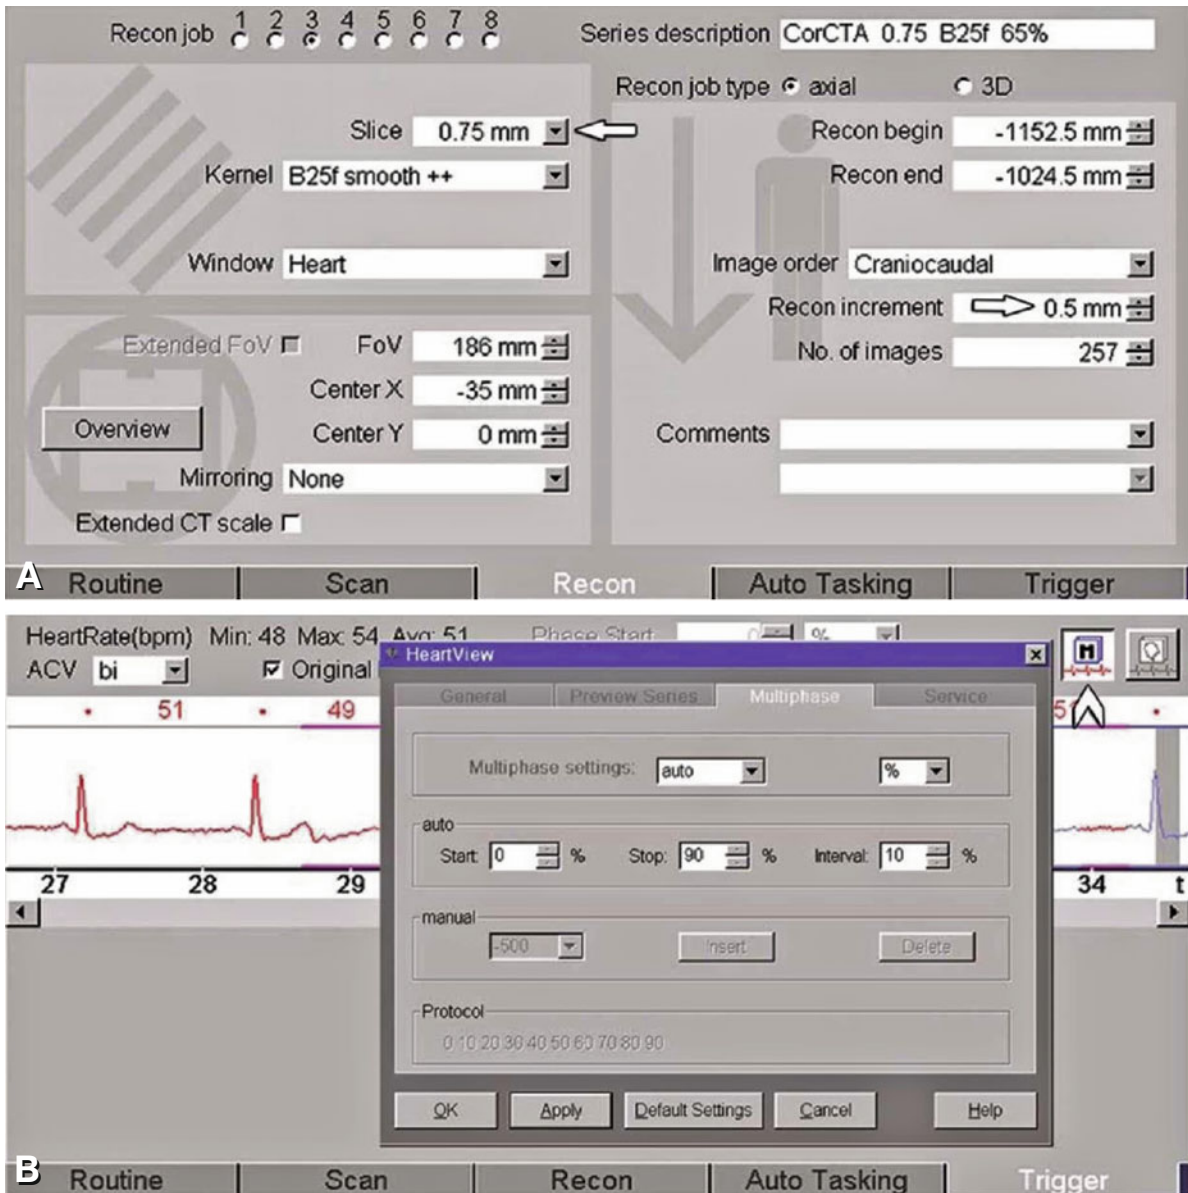 Recon job 1 2 3 4 5 6 7 8
Series description CorCTA 0.75 B25f 65%
Recon job type axial 3D
Slice 0.75 mm
Kernel B25f smooth ++
Window Heart
Recon begin -1152.5 mm
Recon end -1024.5 mm
Image order Craniocaudal
Recon increment 0.5 mm
No. of images 257
Extended FoV FoV 186 mm
Center X -35 mm
Overview
Center Y 0 mm
Mirroring None
Extended CT scale
Comments
A
Routine Scan Recon Auto Tasking Trigger
HeartRate(bpm) Min: 48 Max: 54 Avg: 51 Phase Start 0 %
ACV bi Original
M
HeartView
General Preview Series Multiphase Service
51 49
Multiphase settings: auto %
auto
Start: 0 % Stop: 90 % Interval: 10 %
27 28 29 34 t
manual
-500 Insert Delete
Protocol
0 10 20 30 40 50 60 70 80 90
OK Apply Default Settings Cancel Help
B
Routine Scan Recon Auto Tasking Trigger